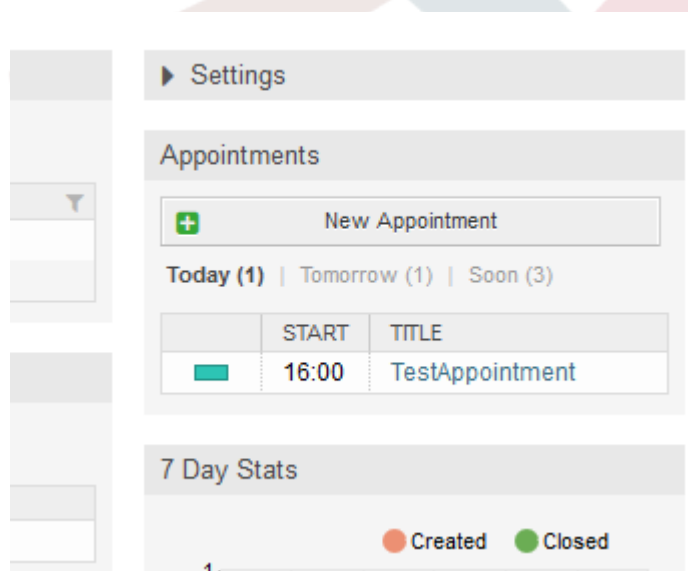 Settings
Appointments
New Appointment
Today (1) | Tomorrow (1) | Soon (3)
START TITLE
16:00 TestAppointment
7 Day Stats
Created Closed
1